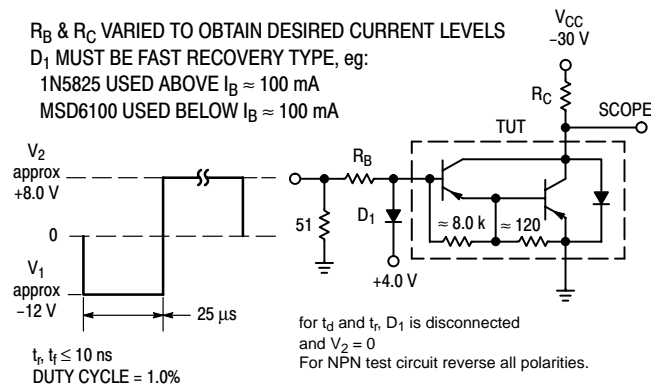 R_B & R_C VARIED TO OBTAIN DESIRED CURRENT LEVELS
D_1 MUST BE FAST RECOVERY TYPE, eg:
1N5825 USED ABOVE I_B ≈ 100 mA
MSD6100 USED BELOW I_B ≈ 100 mA
V_CC
−30 V
R_C
SCOPE
TUT
V_2
approx
+8.0 V
0
V_1
approx
−12 V
25 µs
t_r, t_f ≤ 10 ns
DUTY CYCLE = 1.0%
R_B
51
D_1
+4.0 V
≈ 8.0 k
≈ 120
for t_d and t_r, D_1 is disconnected
and V_2 = 0
For NPN test circuit reverse all polarities.